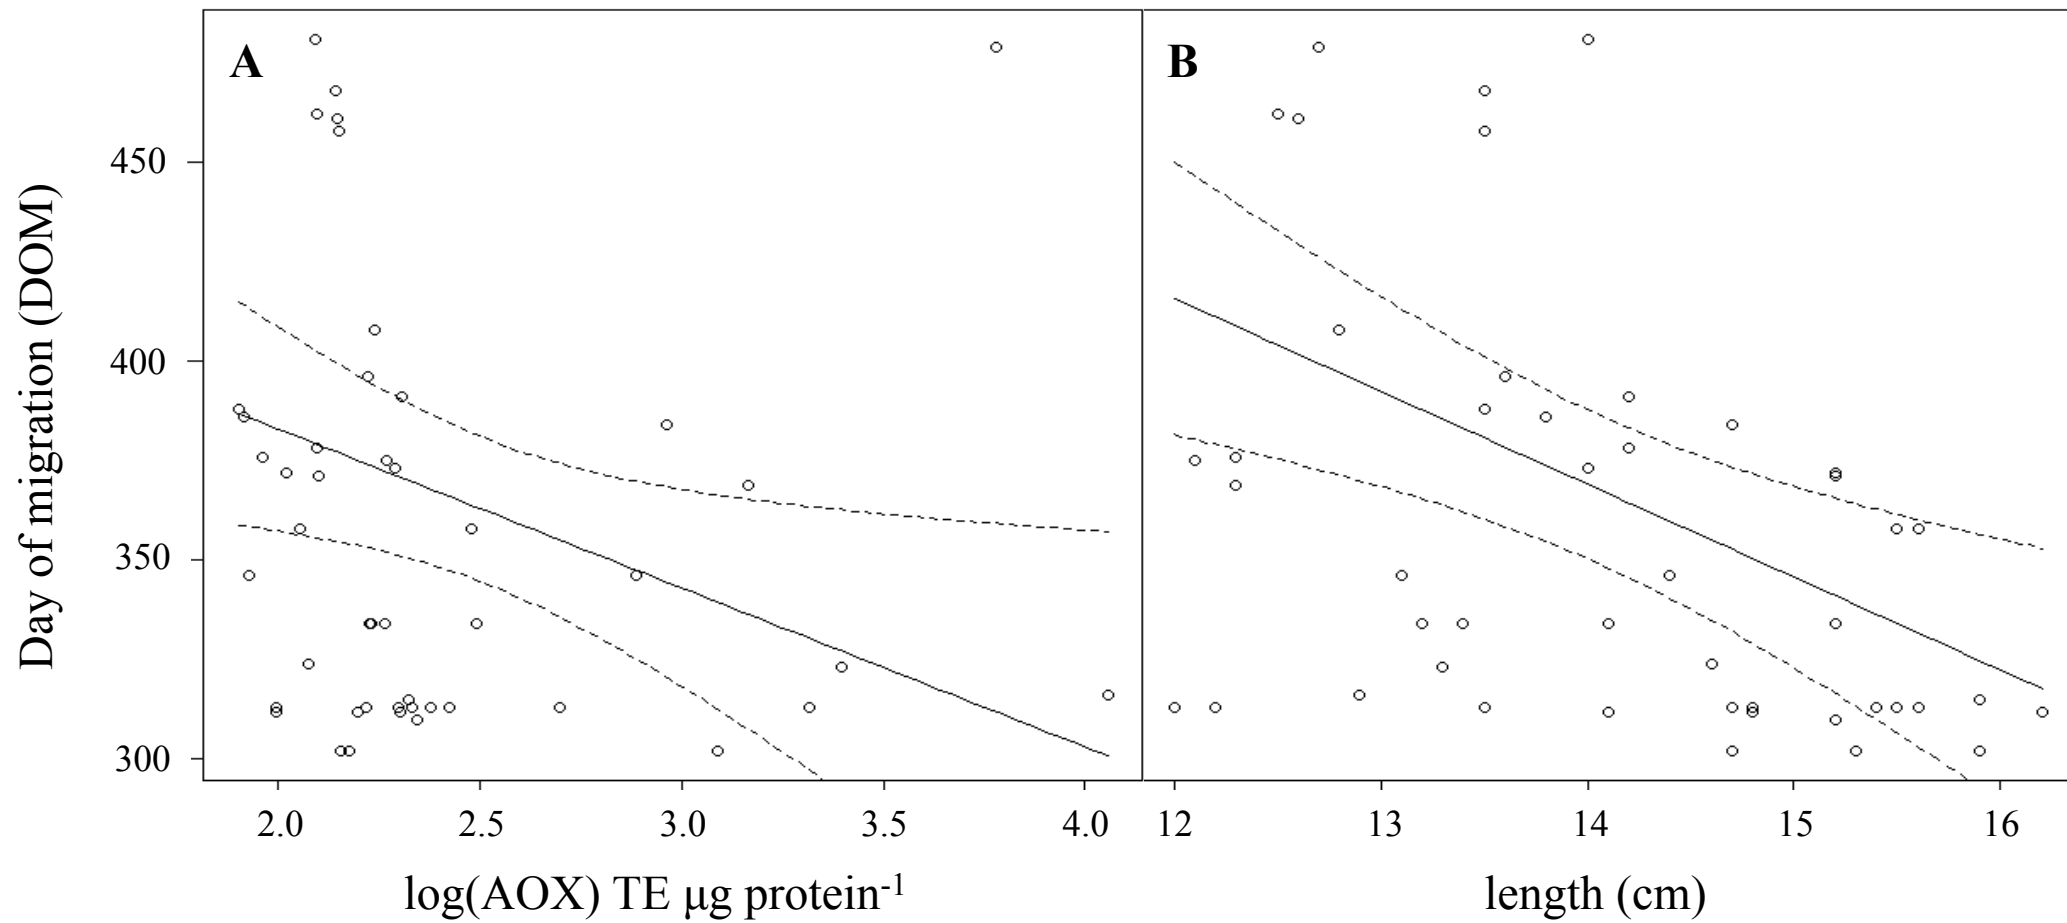 A
B
Day of migration (DOM)
450
400
350
300
2.0 2.5 3.0 3.5 4.0
12 13 14 15 16
log(AOX) TE μg protein-1
length (cm)